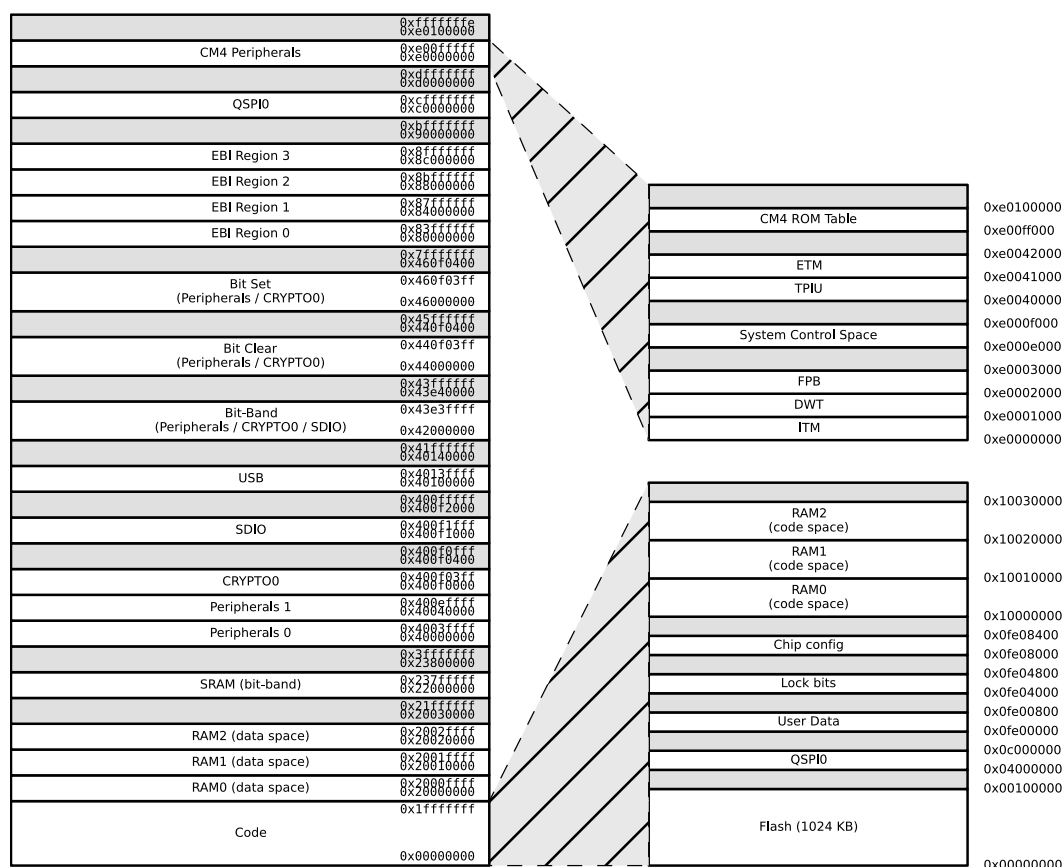 0xfffffffe
0xe0100000
CM4 Peripherals
0xe00fffff
0xe0000000
0xdfffffff
0xd0000000
QSPI0
0xcfffffff
0xc0000000
0xbfffffff
0x90000000
EBI Region 3
0x8fffffff
0x8c000000
EBI Region 2
0x8bffffff
0x88000000
EBI Region 1
0x87ffffff
0x84000000
EBI Region 0
0x83ffffff
0x80000000
0x7fffffff
0x460f0400
Bit Set
(Peripherals / CRYPTO0)
0x460f03ff
0x46000000
0x45ffffff
0x440f0400
Bit Clear
(Peripherals / CRYPTO0)
0x440f03ff
0x44000000
0x43ffffff
0x43e40000
Bit-Band
(Peripherals / CRYPTO0 / SDIO)
0x43e3ffff
0x42000000
0x41ffffff
0x40140000
USB
0x4013ffff
0x40100000
0x400fffff
0x400f2000
SDIO
0x400f1fff
0x400f1000
0x400f0fff
0x400f0400
CRYPTO0
0x400f03ff
0x400f0000
Peripherals 1
0x400effff
0x40040000
Peripherals 0
0x4003ffff
0x40000000
0x3fffffff
0x23800000
SRAM (bit-band)
0x237fffff
0x22000000
0x21ffffff
0x20030000
RAM2 (data space)
0x2002ffff
0x20020000
RAM1 (data space)
0x2001ffff
0x20010000
RAM0 (data space)
0x2000ffff
0x20000000
Code
0x1fffffff
0x00000000
0xe0100000
CM4 ROM Table
0xe00ff000
0xe0042000
ETM
0xe0041000
TPIU
0xe0040000
0xe000f000
System Control Space
0xe000e000
0xe0003000
FPB
0xe0002000
DWT
0xe0001000
ITM
0xe0000000
0x10030000
RAM2
(code space)
0x10020000
RAM1
(code space)
0x10010000
RAM0
(code space)
0x10000000
0x0fe08400
Chip config
0x0fe08000
0x0fe04800
Lock bits
0x0fe04000
0x0fe00800
User Data
0x0fe00000
0x0c000000
QSPI0
0x04000000
0x00100000
Flash (1024 KB)
0x00000000